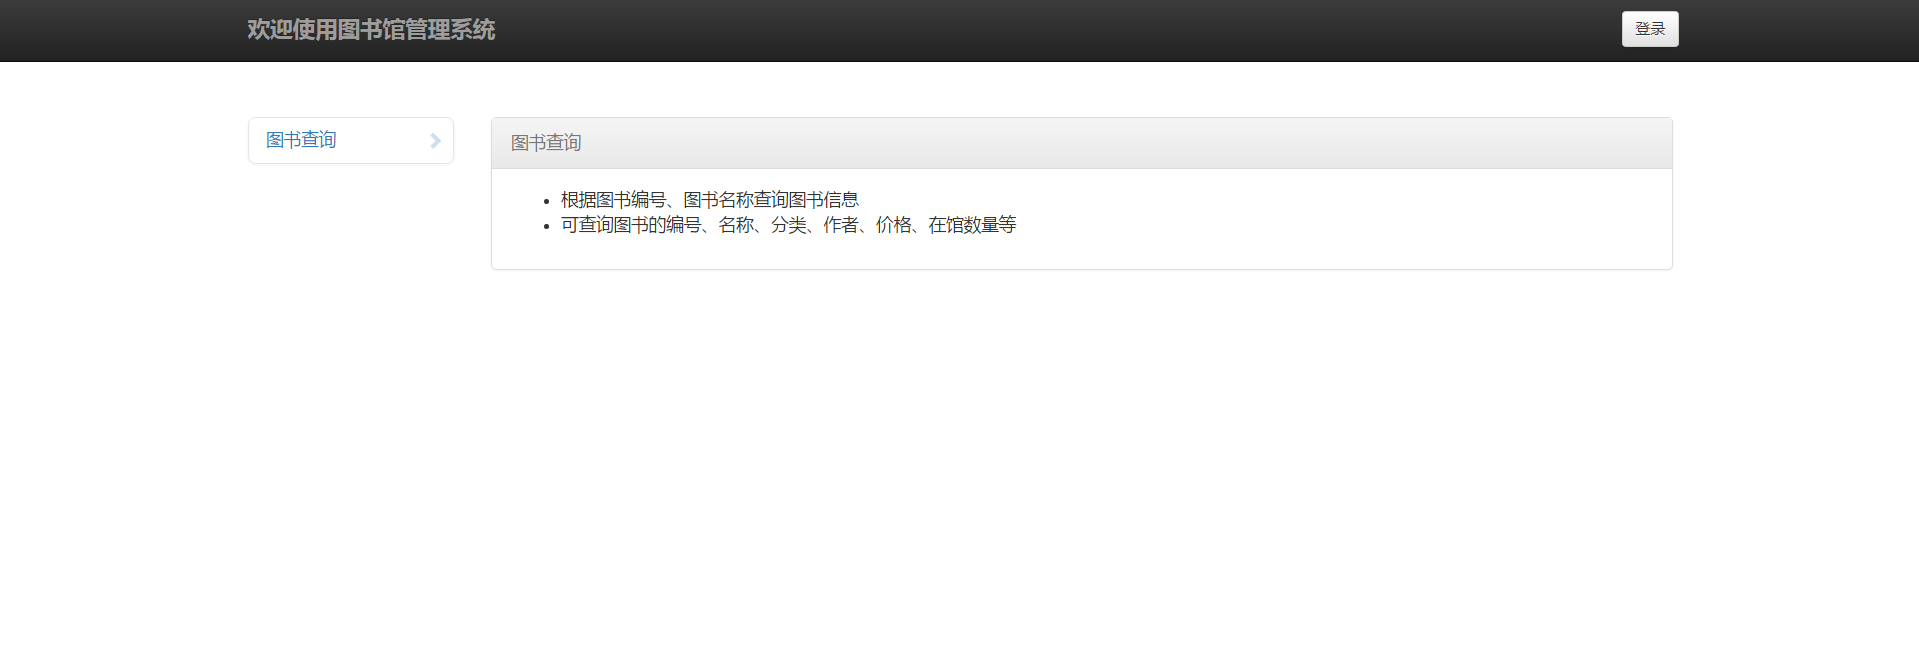 欢迎使用图书馆管理系统
登录
图书查询
图书查询
根据图书编号、图书名称查询图书信息
可查询图书的编号、名称、分类、作者、价格、在馆数量等